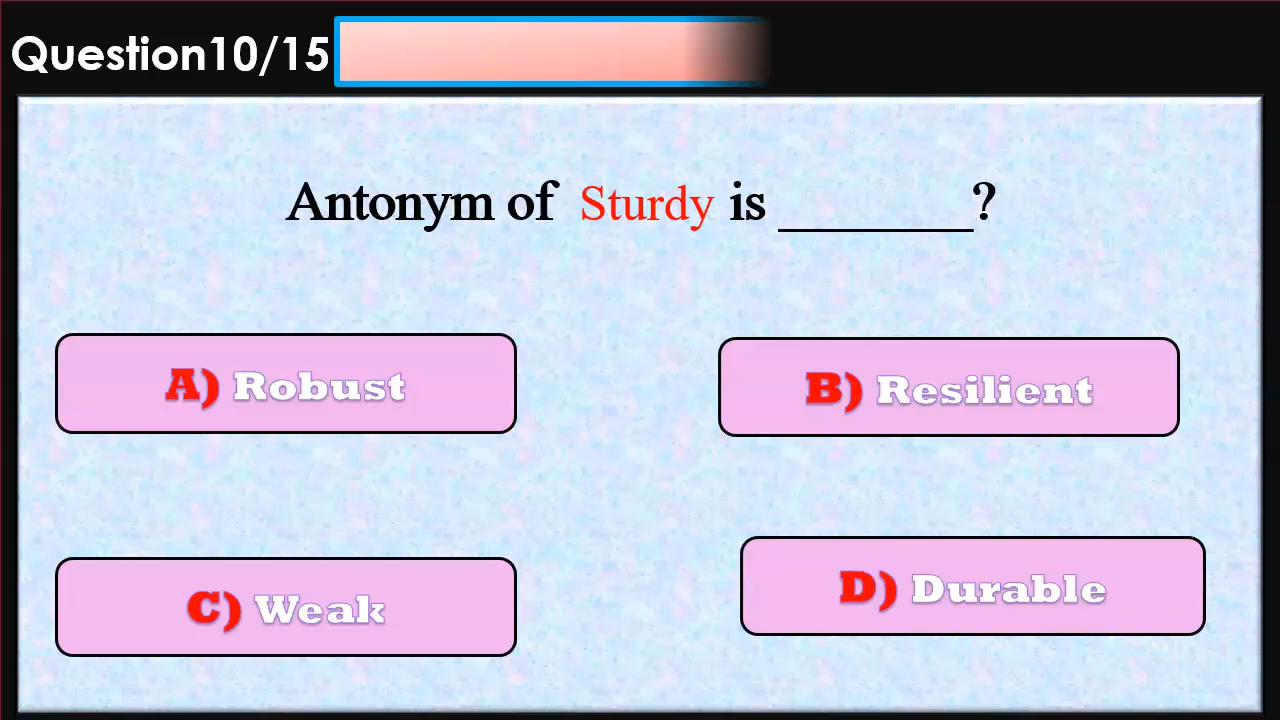 Question10/15
Antonym of Sturdy is ________?
A) Robust
B) Resilient
C) Weak
D) Durable